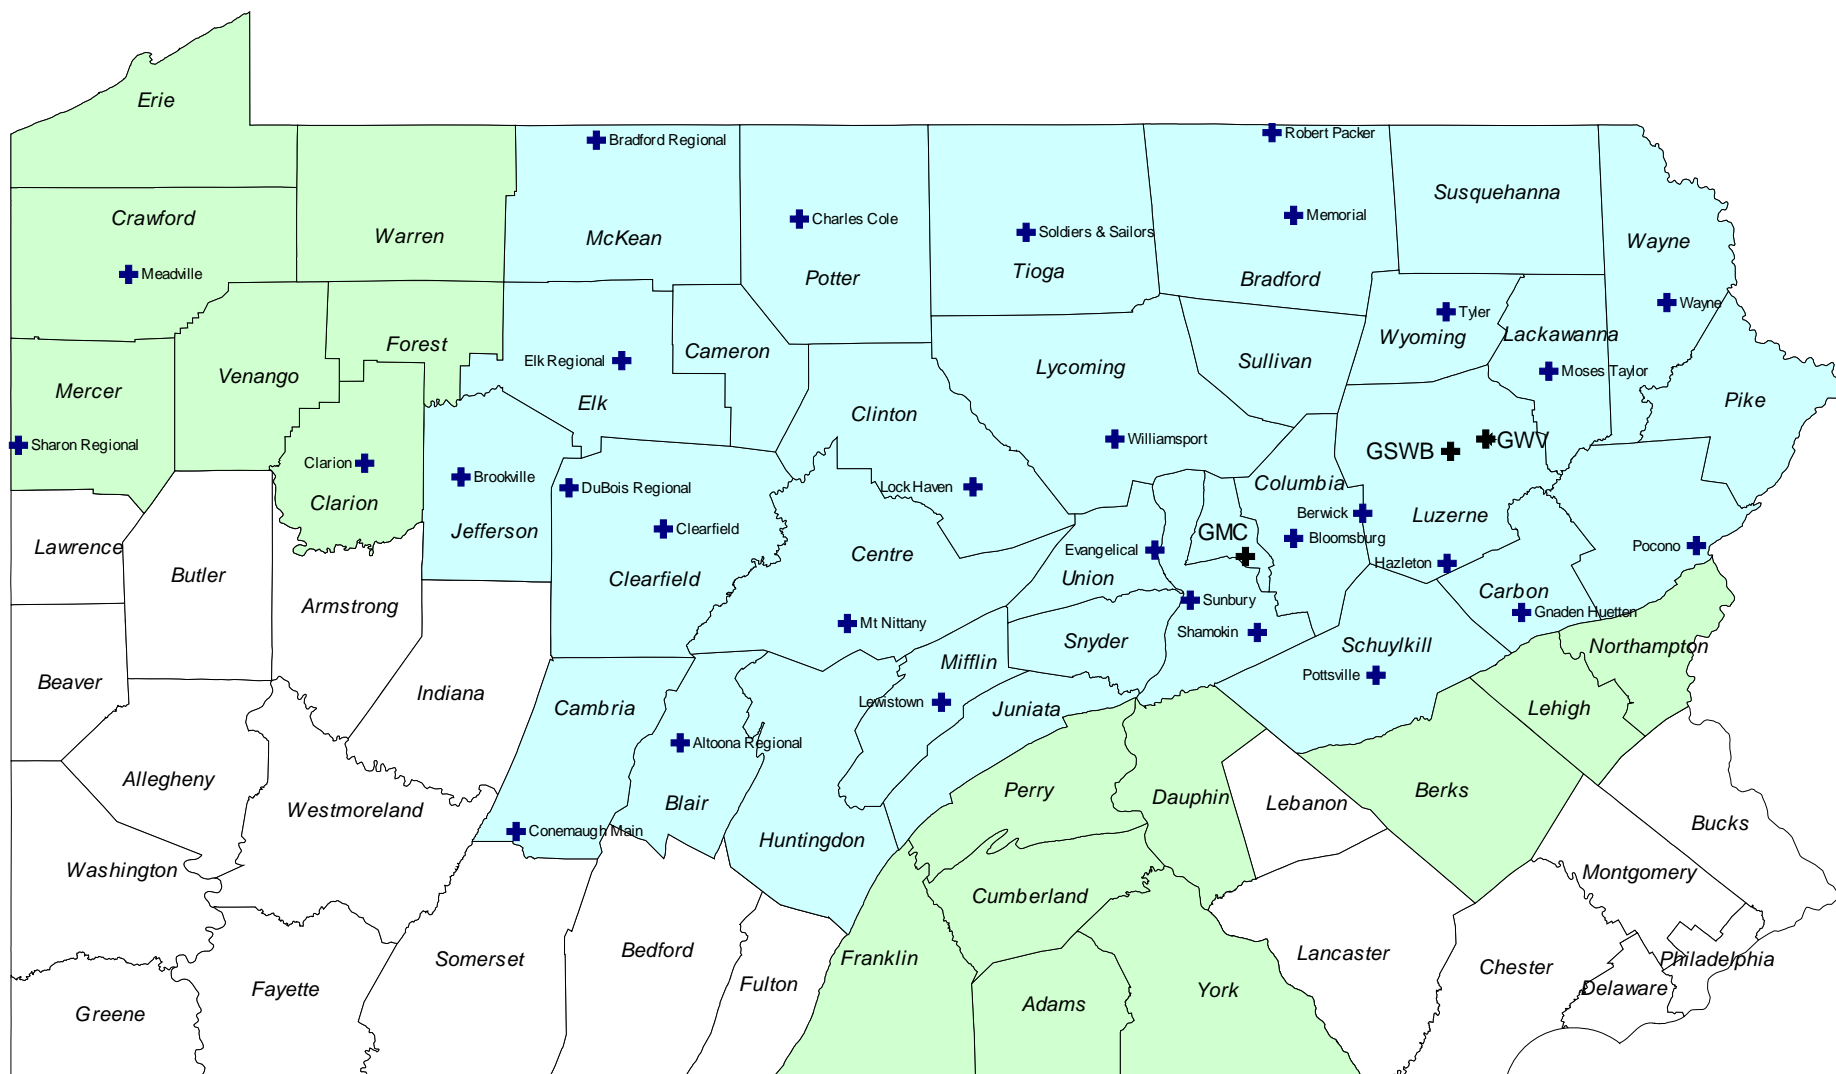 Erie
Bradford Regional
Robert Packer
Susquehanna
Crawford
Charles Cole
Memorial
Warren
McKean
Soldiers & Sailors
Wayne
Meadville
Potter
Tioga
Bradford
Wayne
Tyler
Forest
Wyoming
Lackawanna
Cameron
Elk Regional
Sullivan
Venango
Lycoming
Moses Taylor
Mercer
Elk
Clinton
Pike
Sharon Regional
Williamsport
GWV
GSWB
Clarion
Brookville
DuBois Regional
Lock Haven
Columbia
Clarion
Berwick
Luzerne
Jefferson
Clearfield
GMC
Bloomsburg
Lawrence
Centre
Evangelical
Pocono
Butler
Clearfield
Union
Hazleton
Carbon
Armstrong
Sunbury
Gnaden Huetten
Mt Nittany
Shamokin
Snyder
Schuylkill
Northampton
Mifflin
Beaver
Pottsville
Indiana
Lewistown
Cambria
Juniata
Lehigh
Altoona Regional
Allegheny
Perry
Dauphin
Berks
Westmoreland
Blair
Lebanon
Conemaugh Main
Huntingdon
Bucks
Washington
Montgomery
Cumberland
Bedford
Lancaster
Somerset
Franklin
Philadelphia
Chester
Fayette
Fulton
York
Delaware
Adams
Greene